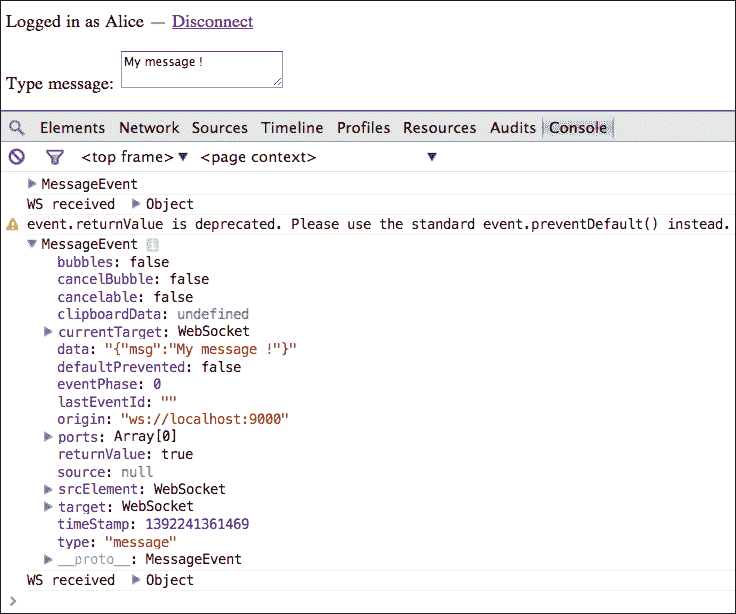 Logged in as Alice — Disconnect
Type message: My message !
Elements Network Sources Timeline Profiles Resources Audits Console
<top frame> ▼ <page context> ▼
▶ MessageEvent
WS received ▶ Object
event.returnValue is deprecated. Please use the standard event.preventDefault() instead.
▼ MessageEvent
bubbles: false
cancelBubble: false
cancelable: false
clipboardData: undefined
▶ currentTarget: WebSocket
data: "{"msg":"My message !"}"
defaultPrevented: false
eventPhase: 0
lastEventId: ""
origin: "ws://localhost:9000"
▶ ports: Array[0]
returnValue: true
source: null
▶ srcElement: WebSocket
▶ target: WebSocket
timeStamp: 1392241361469
type: "message"
▶ __proto__: MessageEvent
WS received ▶ Object
>